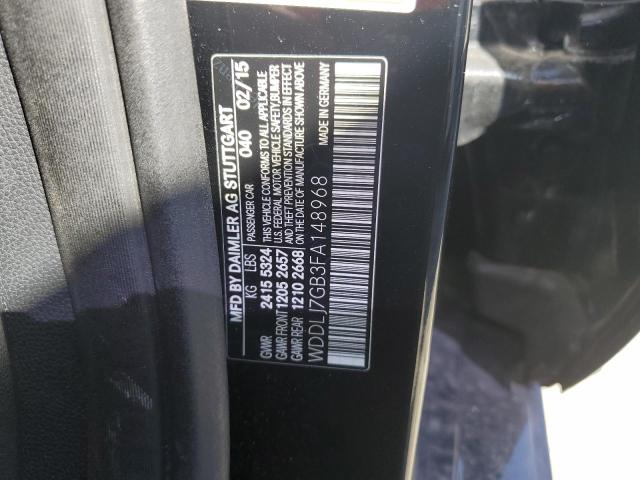 MFD BY DAIMLER AG STUTTGART
040 02/15
KG LBS PASSENGER CAR
GVWR 2415 5324 THIS VEHICLE CONFORMS TO ALL APPLICABLE
GAWR FRONT 1205 2657 U.S. FEDERAL MOTOR VEHICLE SAFETY,BUMPER
GAWR REAR 1210 2668 AND THEFT PREVENTION STANDARDS IN EFFECT
ON THE DATE OF MANUFACTURE SHOWN ABOVE
WDDLJ7GB3FA148968 MADE IN GERMANY